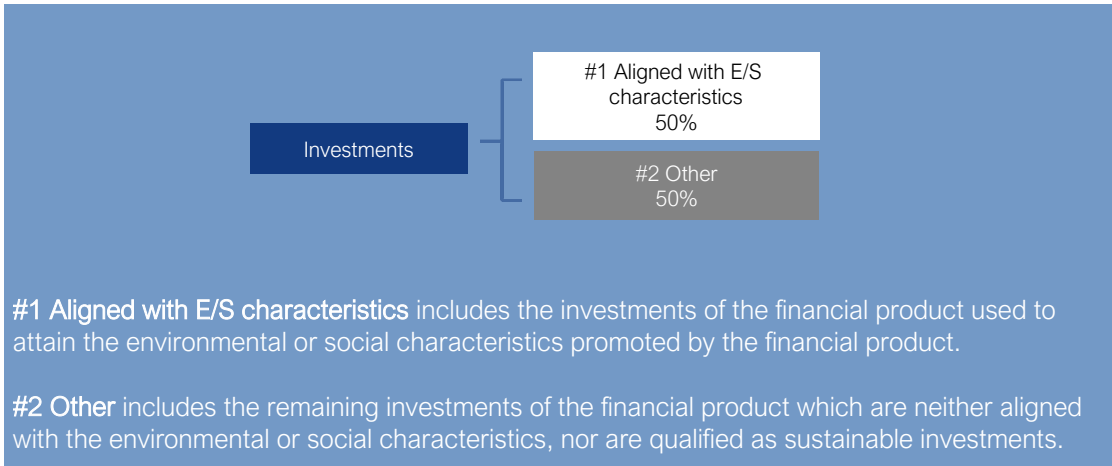 #1 Aligned with E/S
characteristics
50%
Investments
#2 Other
50%
#1 Aligned with E/S characteristics includes the investments of the financial product used to
attain the environmental or social characteristics promoted by the financial product.
#2 Other includes the remaining investments of the financial product which are neither aligned
with the environmental or social characteristics, nor are qualified as sustainable investments.